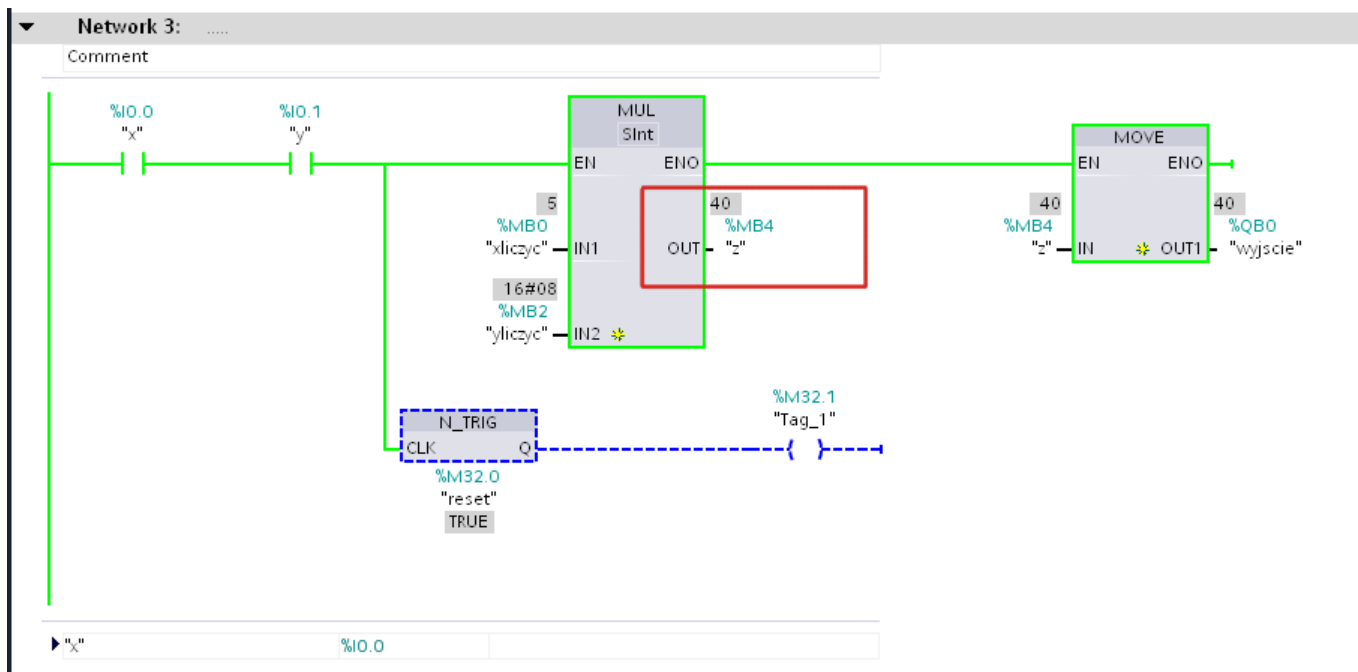 Network 3: .....
Comment
%I0.0
"x"
%I0.1
"y"
MUL
SInt
EN ENO
5
%MB0
"xliczyc"
IN1
40
%MB4
OUT
"z"
16#08
%MB2
"yliczyc"
IN2
MOVE
EN ENO
40
%MB4
"z"
IN
40
%QB0
OUT1
"wyjscie"
N_TRIG
CLK Q
%M32.0
"reset"
TRUE
%M32.1
"Tag_1"
"x" %I0.0